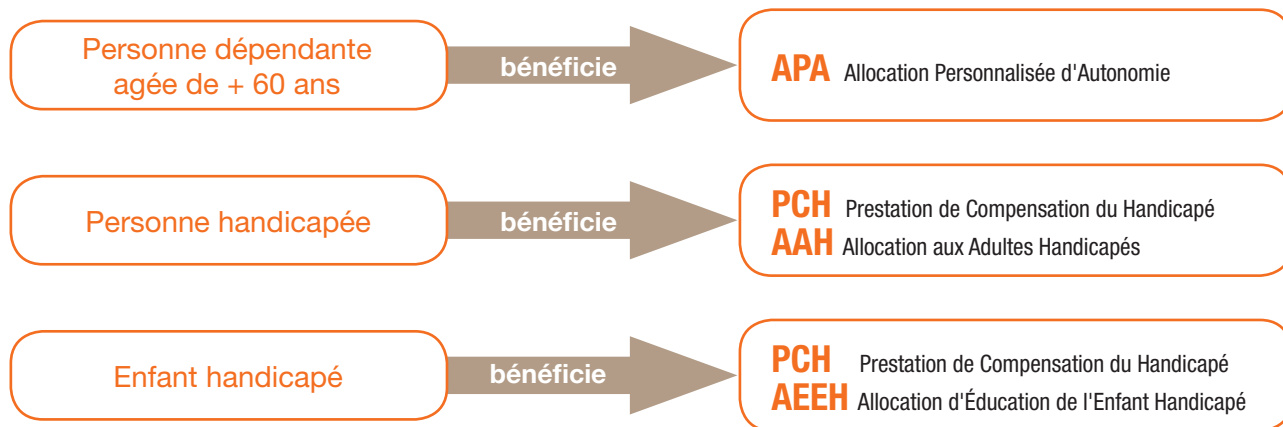 Personne dépendante
agée de + 60 ans
bénéficie
APA Allocation Personnalisée d'Autonomie
Personne handicapée
bénéficie
PCH Prestation de Compensation du Handicapé
AAH Allocation aux Adultes Handicapés
Enfant handicapé
bénéficie
PCH Prestation de Compensation du Handicapé
AEEH Allocation d'Éducation de l'Enfant Handicapé